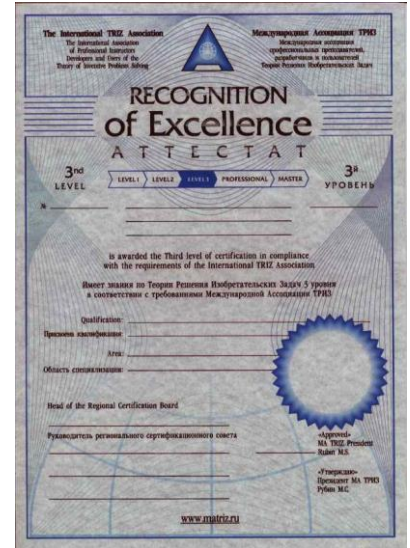 The International TRIZ Association
The International association
of Professional Instructors
Developers and Users of the
Theory of Inventive Problem Solving
Международная Ассоциация ТРИЗ
Международная ассоциация
профессиональных преподавателей,
разработчиков и пользователей
Теории Решения Изобретательских Задач
RECOGNITION
of Excellence
АТТЕСТАТ
3nd
LEVEL
LEVEL 1
LEVEL 2
LEVEL 3
PROFESSIONAL
MASTER
3й
УРОВЕНЬ
№
is awarded the Third level of certification in compliance
with the requirements of the International TRIZ Association
Имеет знания по Теории Решения Изобретательских Задач 3 уровня
в соответствии с требованиями Международной Ассоциации ТРИЗ
Qualification:
Присвоена квалификация:
Area:
Область специализации:
Head of the Regional Certification Board
Руководитель регионального сертификационного совета
«Approved»
MA TRIZ President
Rubin M.S.
«Утверждаю»
Президент МА ТРИЗ
Рубин М.С.
www.matriz.ru